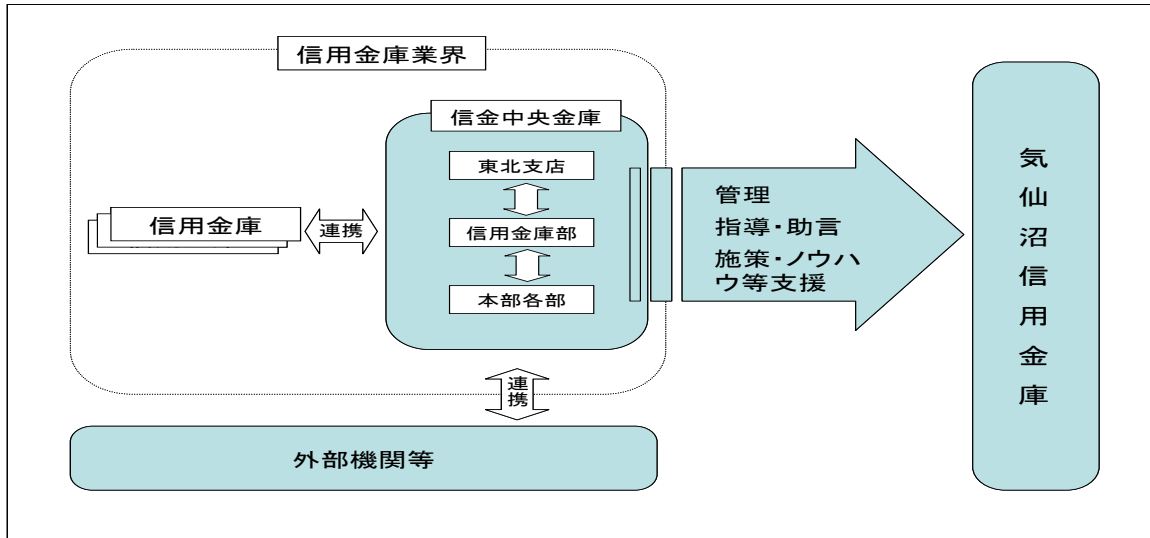 信用金庫業界
信金中央金庫
東北支店
信用金庫
連携
信用金庫部
本部各部
管理
指導・助言
施策・ノウハ
ウ等支援
気仙沼信用金庫
連携
外部機関等